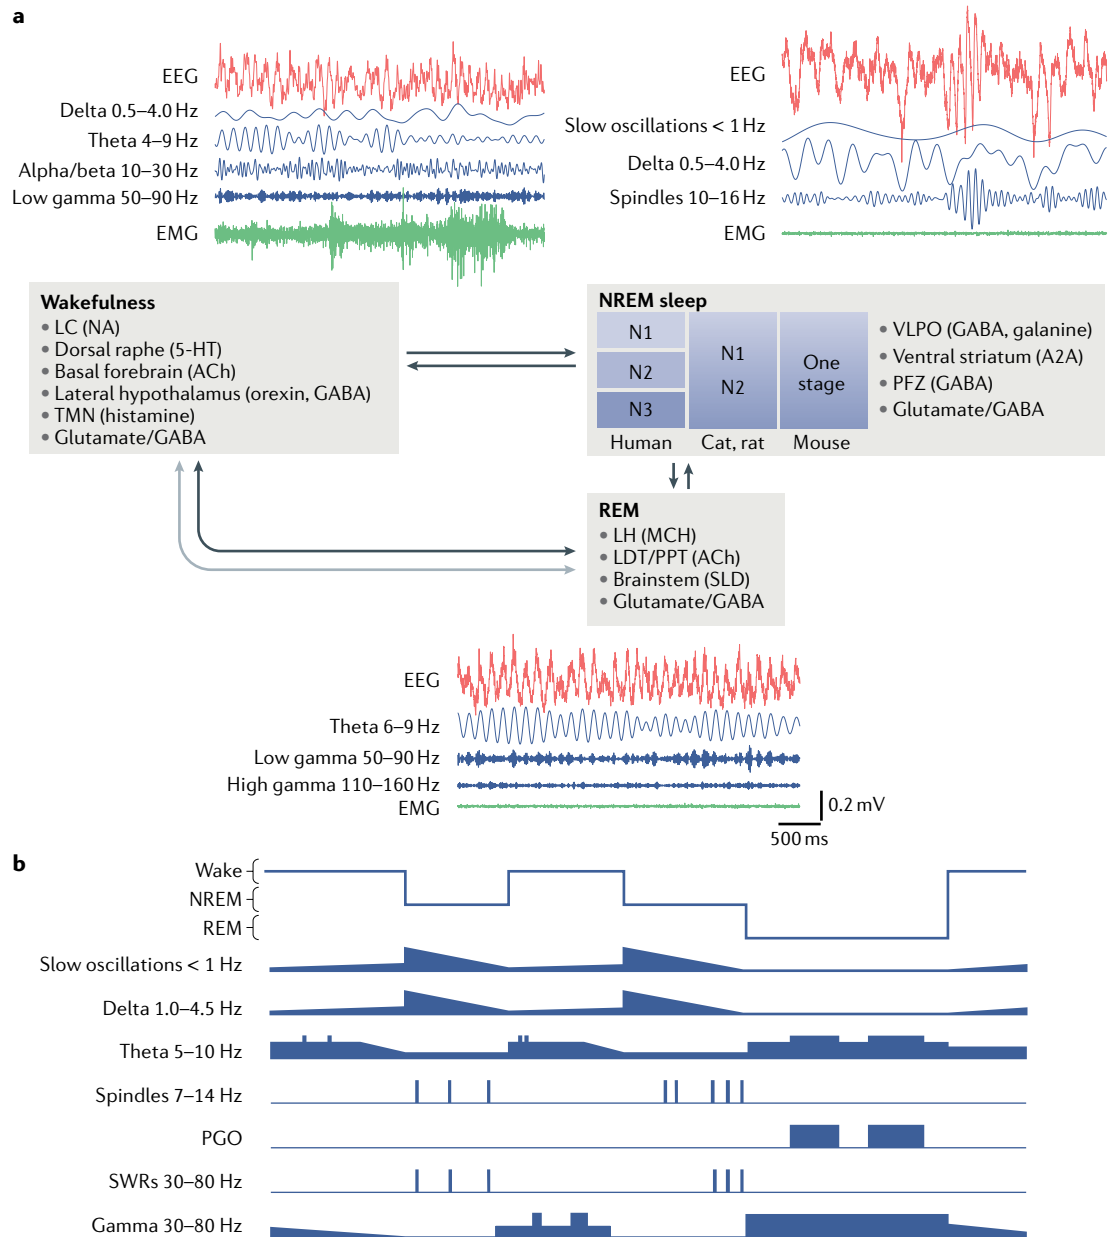 a
EEG
Delta 0.5–4.0 Hz
Theta 4–9 Hz
Alpha/beta 10–30 Hz
Low gamma 50–90 Hz
EMG
EEG
Slow oscillations < 1 Hz
Delta 0.5–4.0 Hz
Spindles 10–16 Hz
EMG
Wakefulness
• LC (NA)
• Dorsal raphe (5-HT)
• Basal forebrain (ACh)
• Lateral hypothalamus (orexin, GABA)
• TMN (histamine)
• Glutamate/GABA
NREM sleep
N1
N2
N3
Human
N1
N2
Cat, rat
One
stage
Mouse
• VLPO (GABA, galanine)
• Ventral striatum (A2A)
• PFZ (GABA)
• Glutamate/GABA
REM
• LH (MCH)
• LDT/PPT (ACh)
• Brainstem (SLD)
• Glutamate/GABA
EEG
Theta 6–9 Hz
Low gamma 50–90 Hz
High gamma 110–160 Hz
EMG
0.2 mV
500 ms
b
Wake
NREM
REM
Slow oscillations < 1 Hz
Delta 1.0–4.5 Hz
Theta 5–10 Hz
Spindles 7–14 Hz
PGO
SWRs 30–80 Hz
Gamma 30–80 Hz